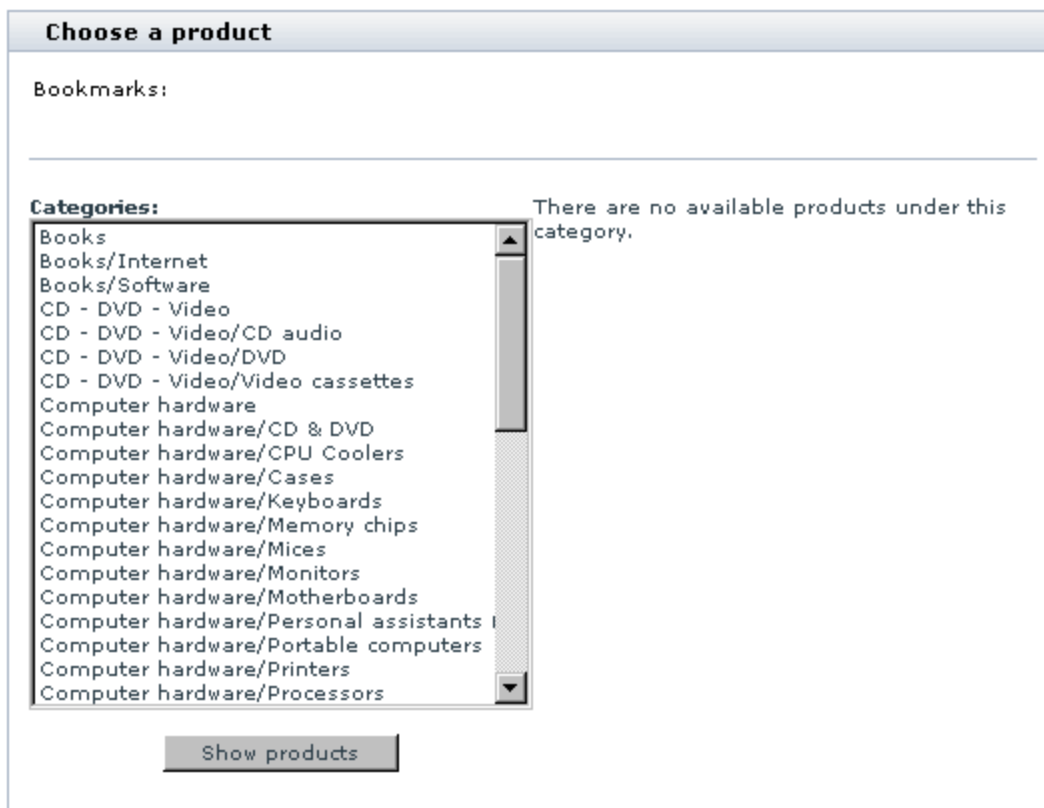 Choose a product
Bookmarks:
Categories:
Books
Books/Internet
Books/Software
CD - DVD - Video
CD - DVD - Video/CD audio
CD - DVD - Video/DVD
CD - DVD - Video/Video cassettes
Computer hardware
Computer hardware/CD & DVD
Computer hardware/CPU Coolers
Computer hardware/Cases
Computer hardware/Keyboards
Computer hardware/Memory chips
Computer hardware/Mices
Computer hardware/Monitors
Computer hardware/Motherboards
Computer hardware/Personal assistants
Computer hardware/Portable computers
Computer hardware/Printers
Computer hardware/Processors
Show products
There are no available products under this
category.